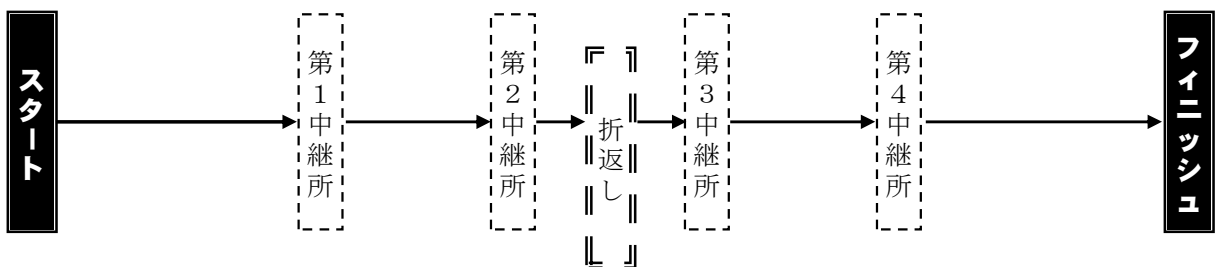 スタート
第1中継所
第2中継所
折返し
第3中継所
第4中継所
フィニッシュ